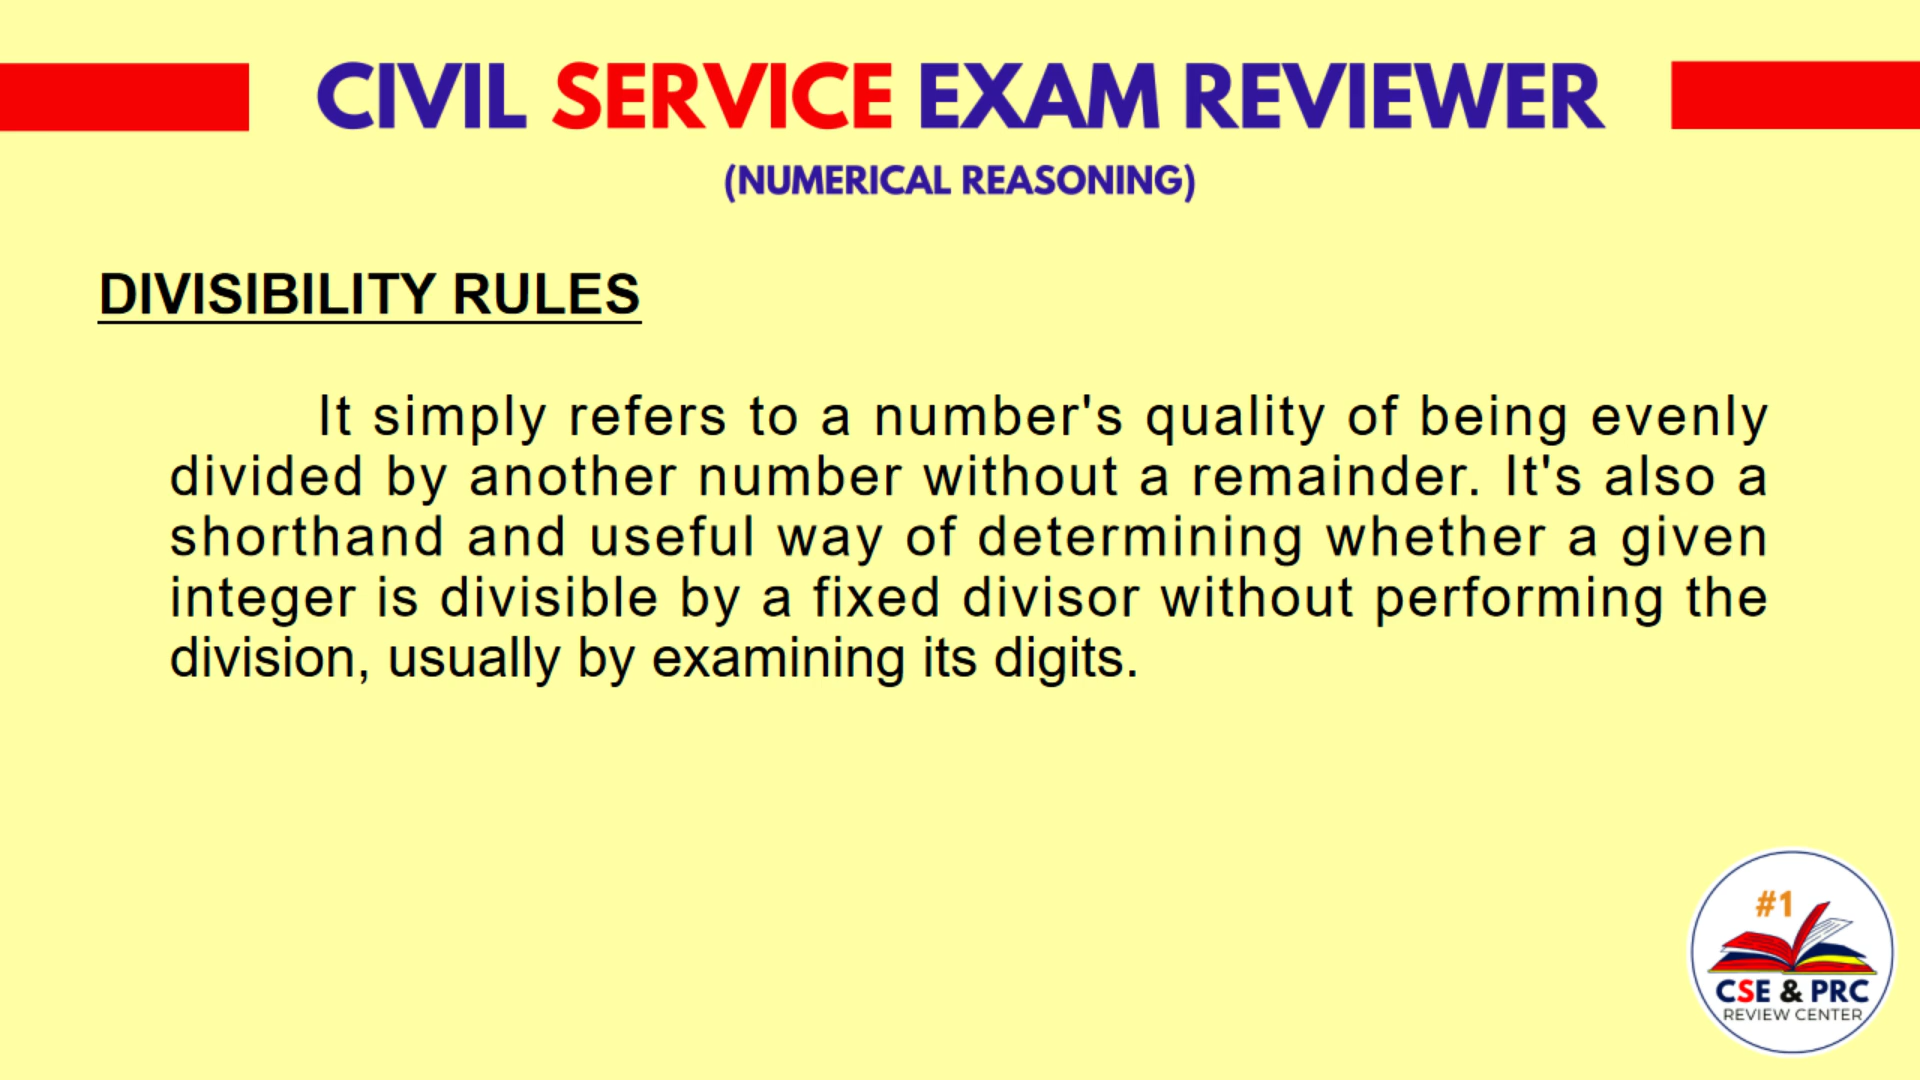 CIVIL SERVICE EXAM REVIEWER
(NUMERICAL REASONING)
DIVISIBILITY RULES
It simply refers to a number's quality of being evenly
divided by another number without a remainder. It's also a
shorthand and useful way of determining whether a given
integer is divisible by a fixed divisor without performing the
division, usually by examining its digits.
#1
CSE & PRC
REVIEW CENTER